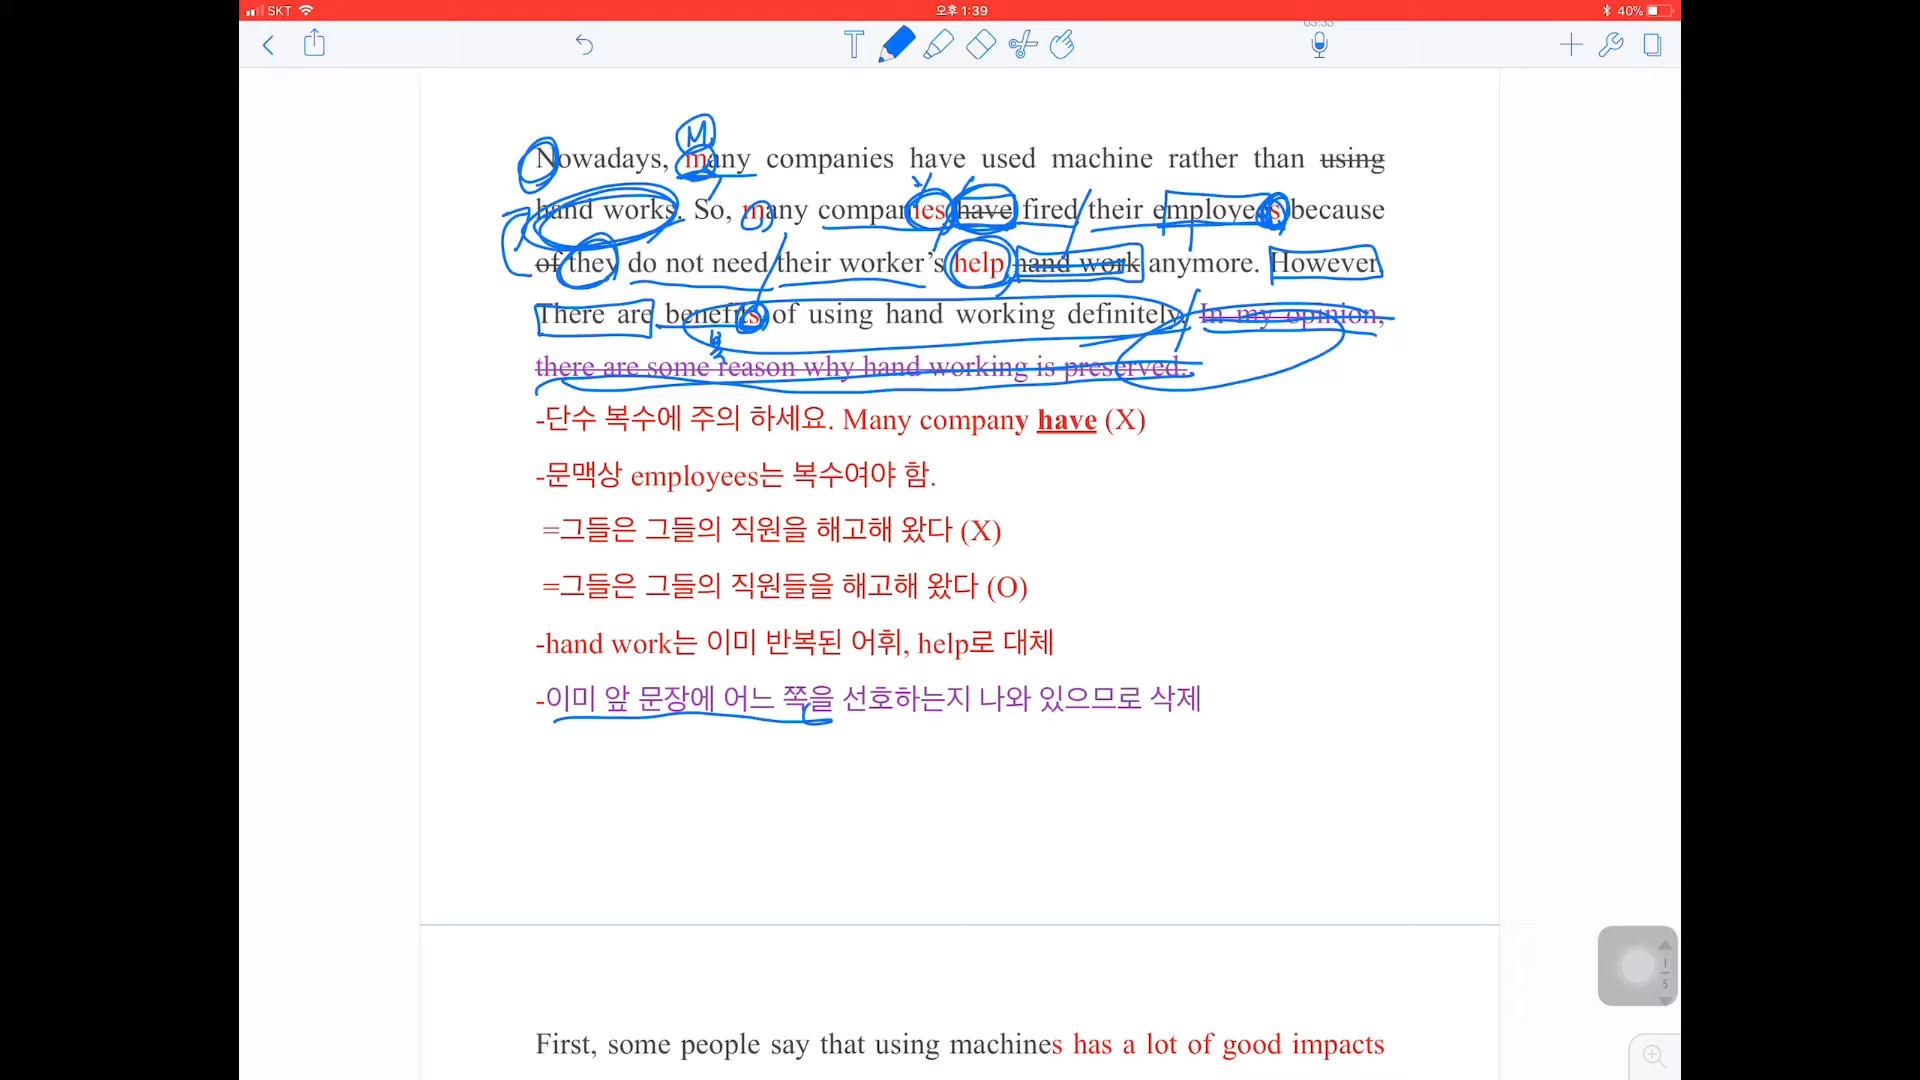 SKT 오후 1:39 40%
03:33
M
Nowadays, many companies have used machine rather than using
hand works. So, many companies have fired their employees because
of they do not need their worker's help hand work anymore. However,
There are benefits of using hand working definitely. In my opinion,
there are some reason why hand working is preserved.
-단수 복수에 주의 하세요. Many company have (X)
-문맥상 employees는 복수여야 함.
=그들은 그들의 직원을 해고해 왔다 (X)
=그들은 그들의 직원들을 해고해 왔다 (O)
-hand work는 이미 반복된 어휘, help로 대체
-이미 앞 문장에 어느 쪽을 선호하는지 나와 있으므로 삭제
1
5
First, some people say that using machines has a lot of good impacts